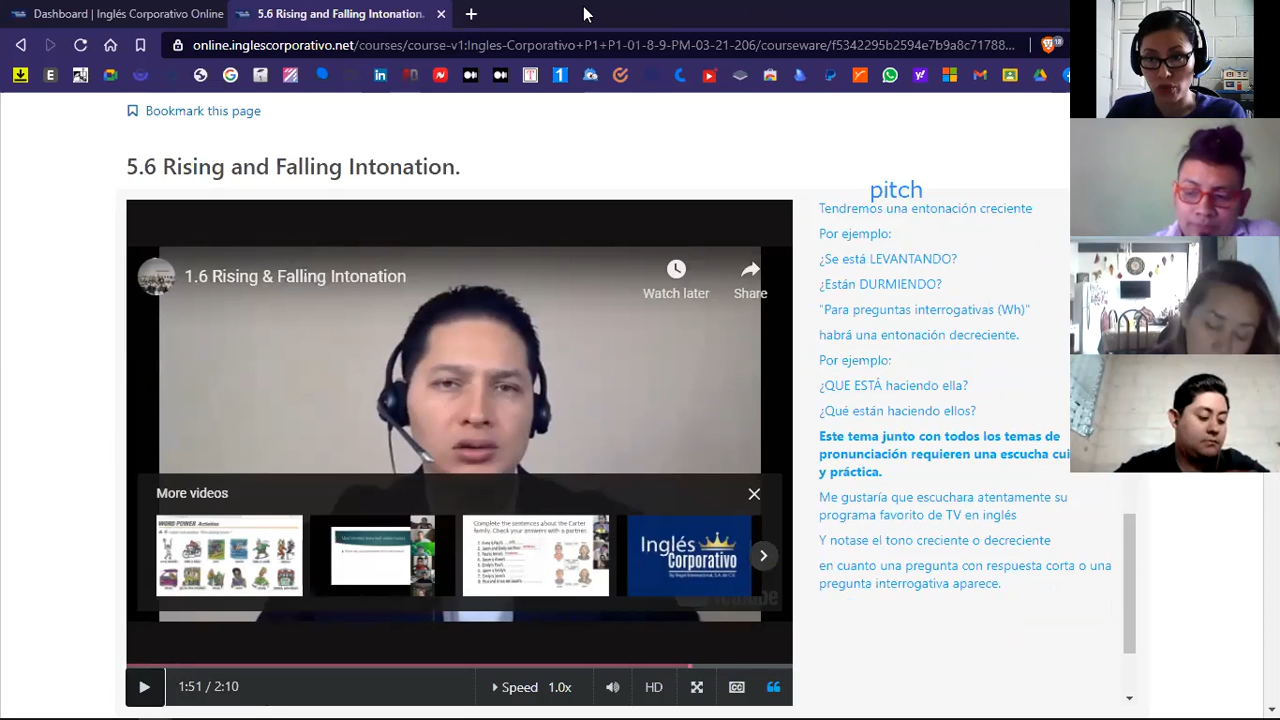 Dashboard | Inglés Corporativo Online
5.6 Rising and Falling Intonation.
online.inglescorporativo.net/courses/course-v1:Ingles-Corporativo+P1+P1-01-8-9-PM-03-21-206/courseware/f5342295b2594e7b9a8c71788...
Bookmark this page
5.6 Rising and Falling Intonation.
1.6 Rising & Falling Intonation
Watch later
Share
More videos
WORD POWER
Complete the sentences about the Carter
family. Check your answers with a partner.
Inglés
Corporativo
1:51 / 2:10
Speed 1.0x
HD
pitch
Tendremos una entonación creciente
Por ejemplo:
¿Se está LEVANTANDO?
¿Están DURMIENDO?
"Para preguntas interrogativas (Wh)"
habrá una entonación decreciente.
Por ejemplo:
¿QUE ESTÁ haciendo ella?
¿Qué están haciendo ellos?
Este tema junto con todos los temas de
pronunciación requieren una escucha cui
y práctica.
Me gustaría que escuchara atentamente su
programa favorito de TV en inglés
Y notase el tono creciente o decreciente
en cuanto una pregunta con respuesta corta o una
pregunta interrogativa aparece.